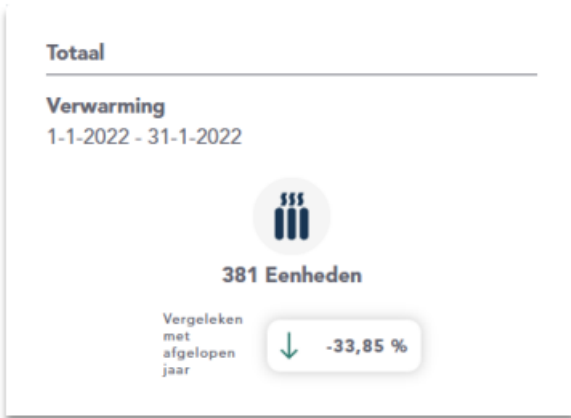 Totaal
Verwarming
1-1-2022 - 31-1-2022
381 Eenheden
Vergeleken
met
afgelopen
jaar
-33,85 %